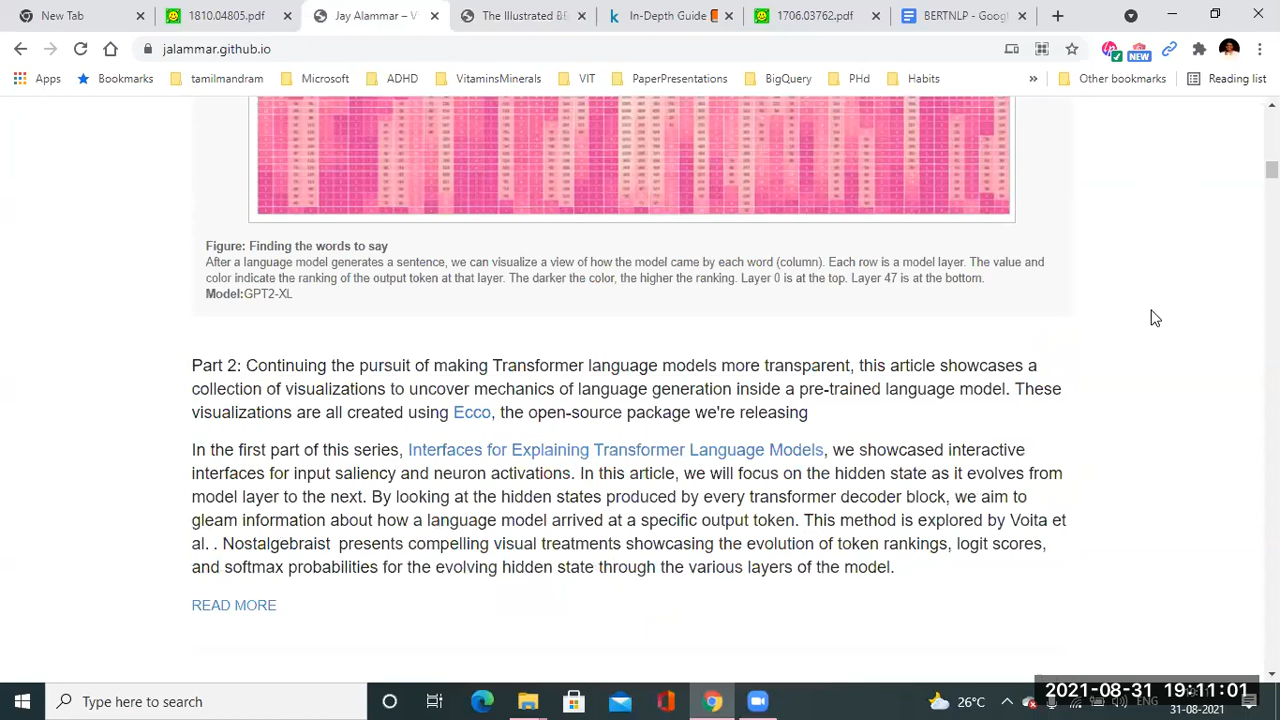 New Tab
1810.04805.pdf
Jay Alammar – V
The Illustrated BE
In-Depth Guide
1706.03762.pdf
BERTNLP - Googl
jalammar.github.io
NEW
Apps
Bookmarks
tamilmandram
Microsoft
ADHD
VitaminsMinerals
VIT
PaperPresentations
BigQuery
PHd
Habits
»
Other bookmarks
Reading list
Figure: Finding the words to say
After a language model generates a sentence, we can visualize a view of how the model came by each word (column). Each row is a model layer. The value and
color indicate the ranking of the output token at that layer. The darker the color, the higher the ranking. Layer 0 is at the top. Layer 47 is at the bottom.
Model:GPT2-XL
Part 2: Continuing the pursuit of making Transformer language models more transparent, this article showcases a
collection of visualizations to uncover mechanics of language generation inside a pre-trained language model. These
visualizations are all created using Ecco, the open-source package we're releasing
In the first part of this series, Interfaces for Explaining Transformer Language Models, we showcased interactive
interfaces for input saliency and neuron activations. In this article, we will focus on the hidden state as it evolves from
model layer to the next. By looking at the hidden states produced by every transformer decoder block, we aim to
gleam information about how a language model arrived at a specific output token. This method is explored by Voita et
al. . Nostalgebraist presents compelling visual treatments showcasing the evolution of token rankings, logit scores,
and softmax probabilities for the evolving hidden state through the various layers of the model.
READ MORE
Type here to search
26°C
2021-08-31 19:11:01
ENG
31-08-2021